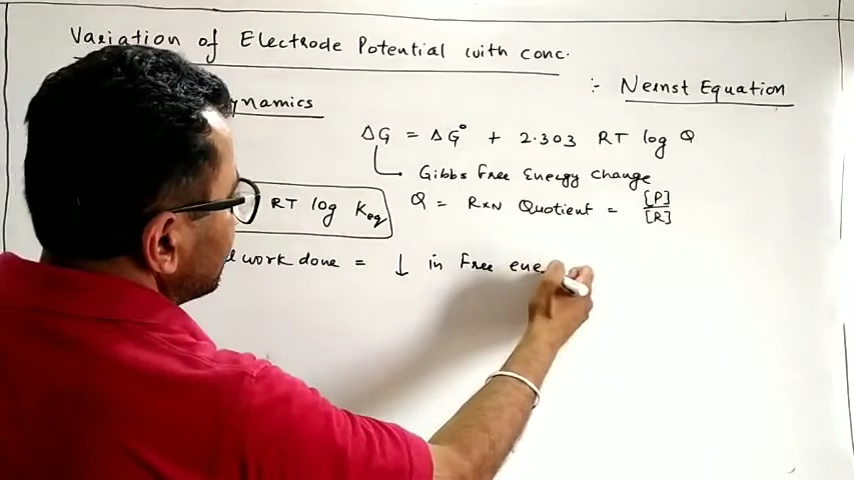 Variation of Electrode Potential with conc.
:- Nernst Equation
ynamics
ΔG = ΔG° + 2.303 RT log Q
Gibbs Free Energy Change
RT log Keq
Q = RXN Quotient = [P]/[R]
work done = ↓ in Free ene